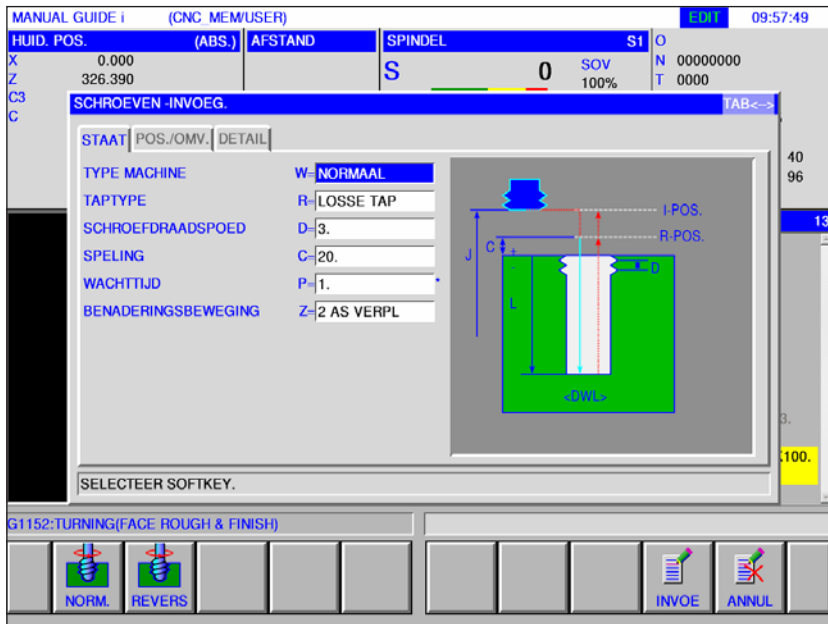 MANUAL GUIDE i (CNC_MEM/USER) EDIT 09:57:49
HUID. POS. (ABS.) AFSTAND SPINDEL S1 O
X 0.000 S 0 SOV N 00000000
Z 326.390 100% T 0000
C3
C
SCHROEVEN -INVOEG. TAB<-->
STAAT POS./OMV. DETAIL
TYPE MACHINE W= NORMAAL
TAPTYPE R= LOSSE TAP
SCHROEFDRAADSPOED D= 3.
SPELING C= 20.
WACHTTIJD P= 1. *
BENADERINGSBEWEGING Z= 2 AS VERPL
I-POS.
R-POS.
J C + -
D
L
<DWL>
40
96
13
3.
100.
SELECTEER SOFTKEY.
G1152:TURNING(FACE ROUGH & FINISH)
NORM. REVERS INVOE ANNUL